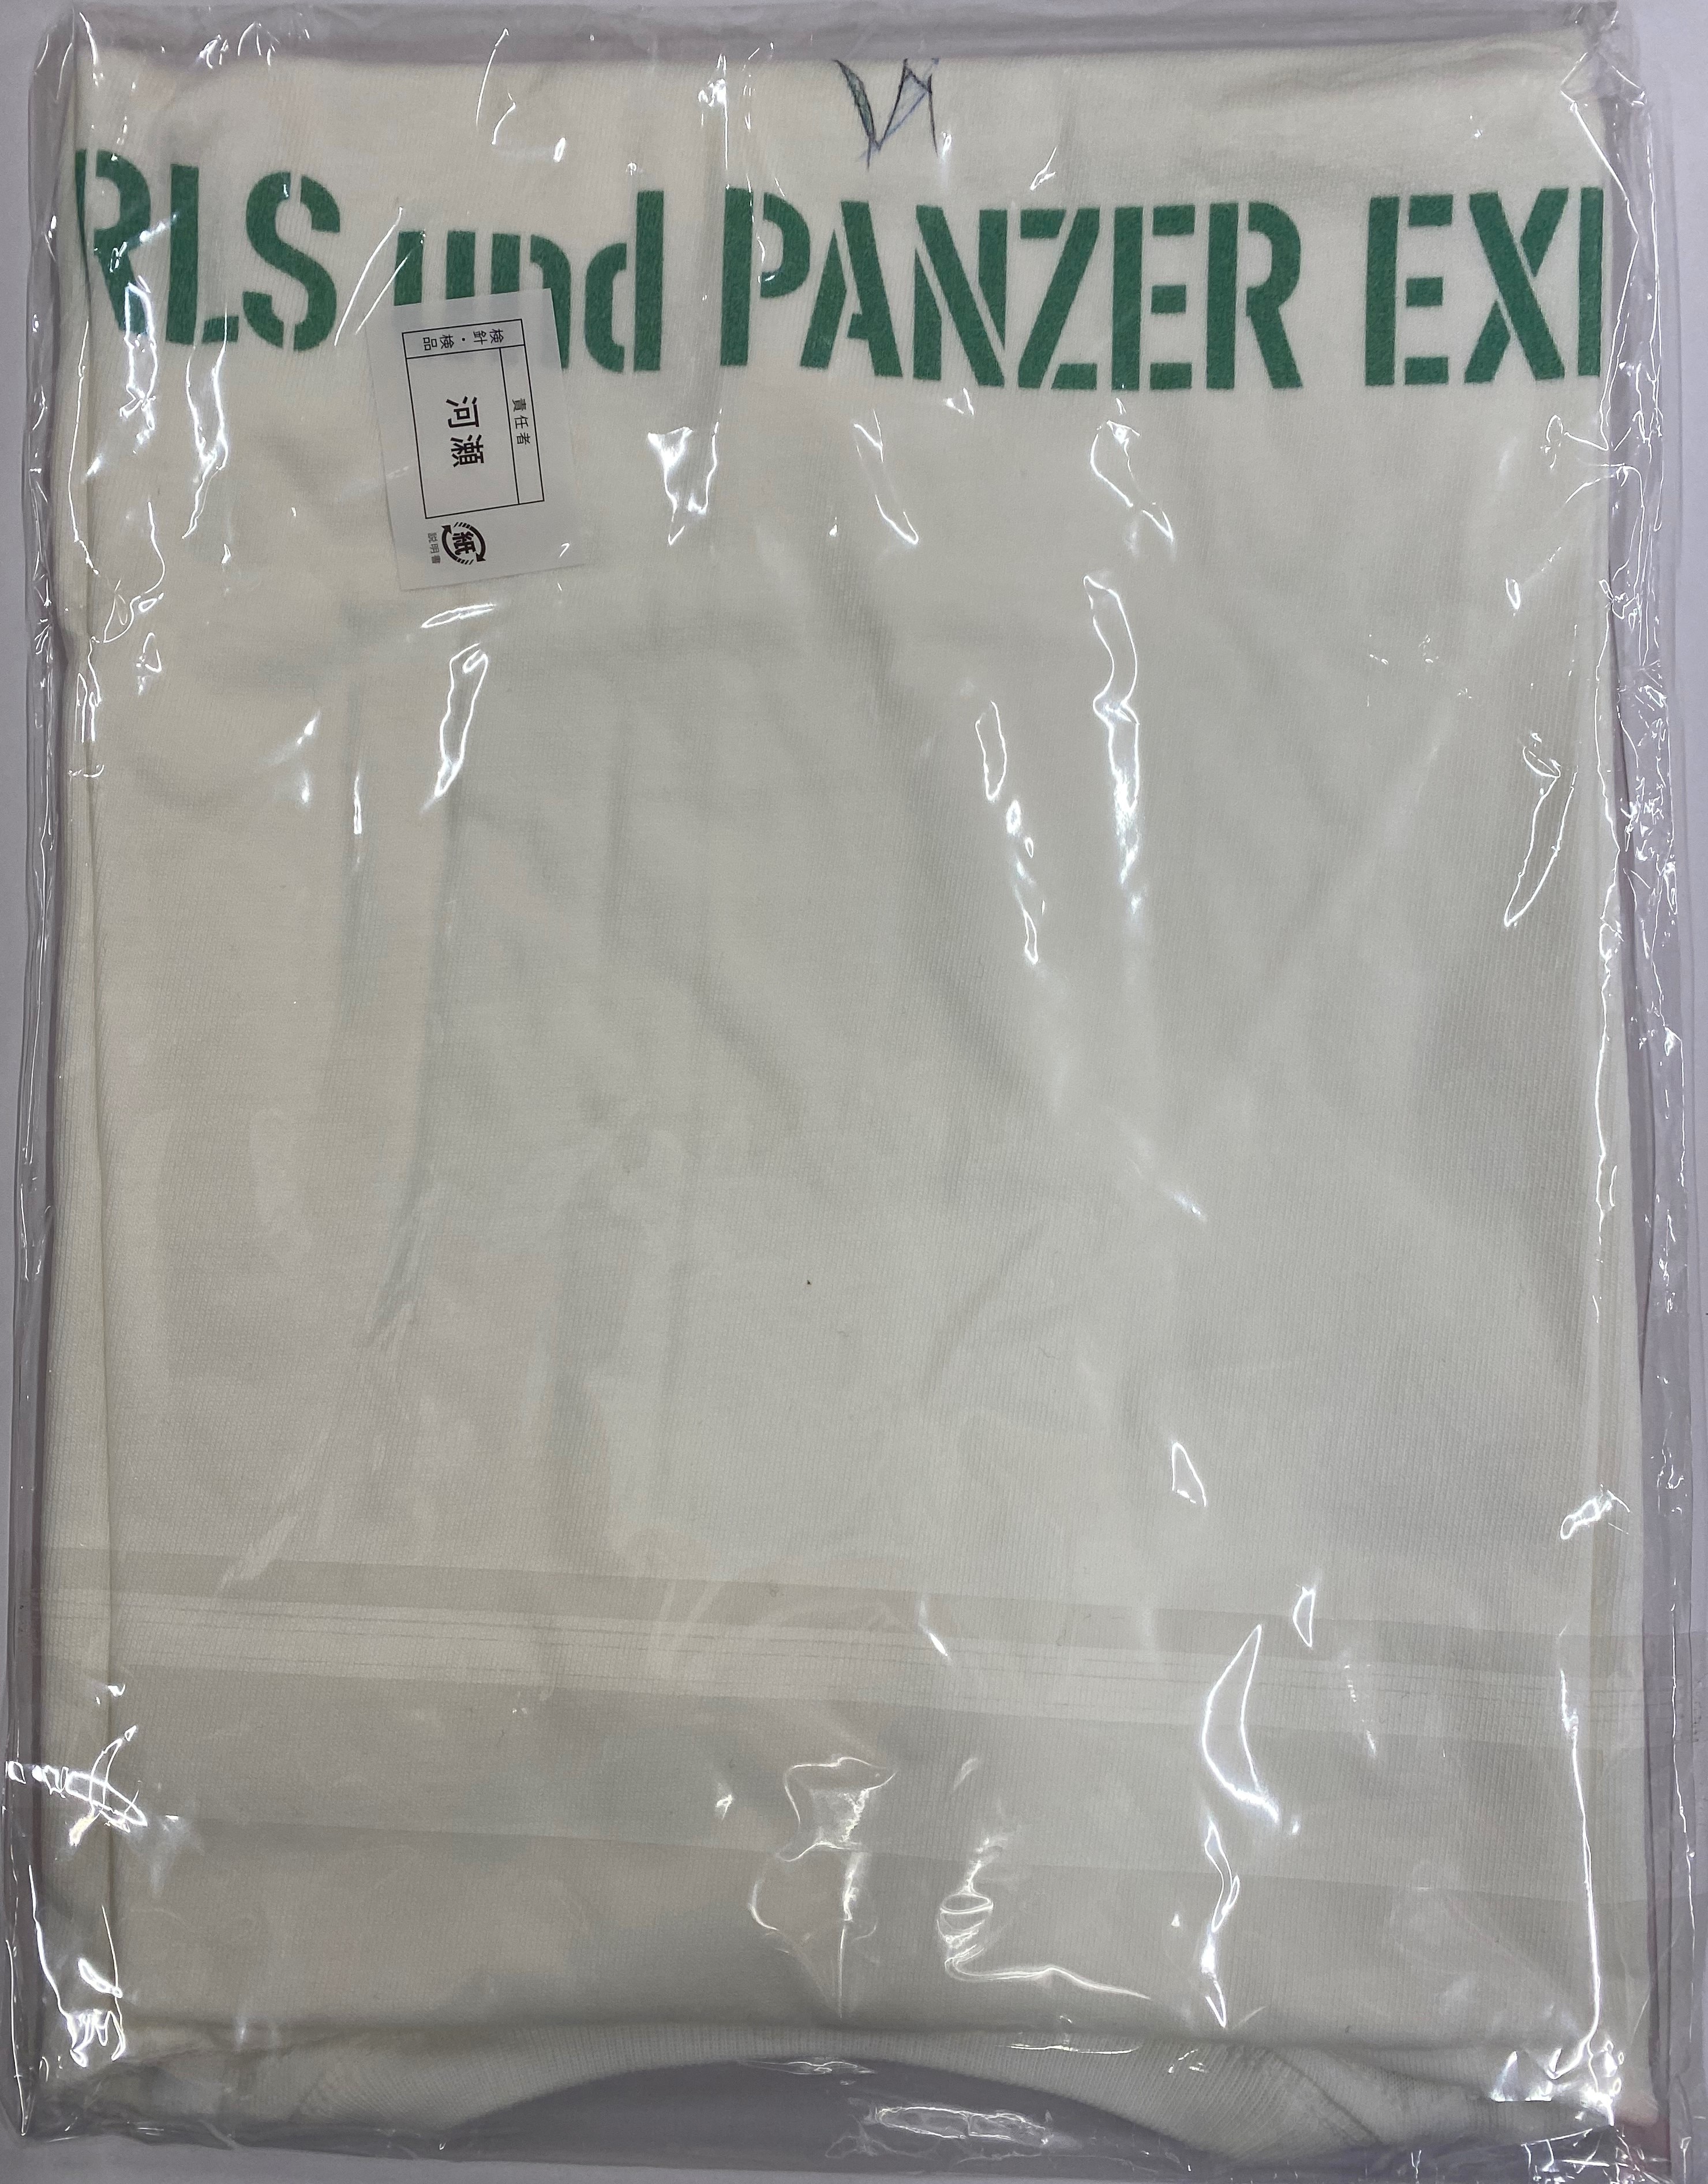 RLS und PANZER EXI
検針・検品
責任者
河瀬
紙
説明書